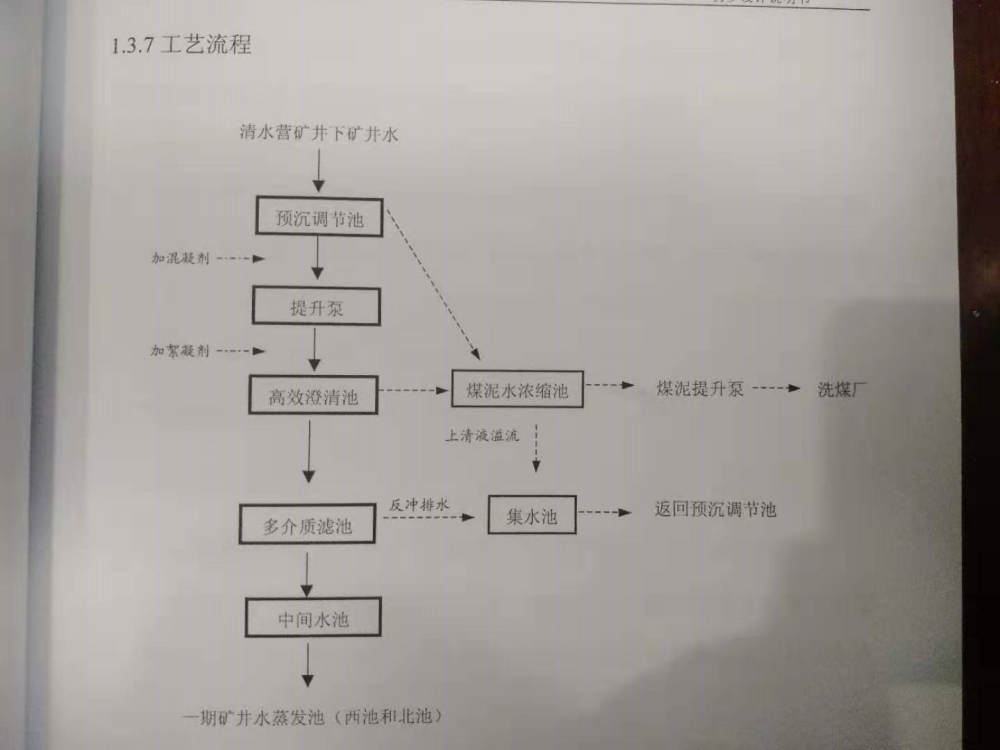 1.3.7 工艺流程
清水营矿井下矿井水
预沉调节池
加混凝剂
提升泵
加絮凝剂
高效澄清池
煤泥水浓缩池
煤泥提升泵
洗煤厂
上清液溢流
多介质滤池
反冲排水
集水池
返回预沉调节池
中间水池
一期矿井水蒸发池（西池和北池）